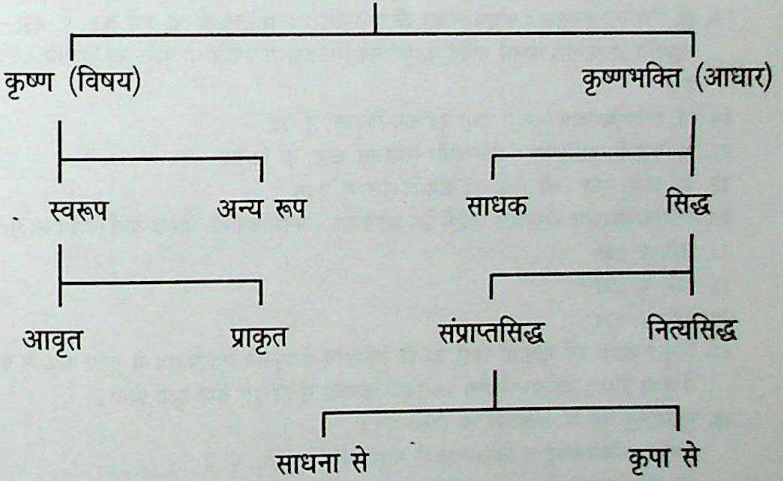 कृष्ण (विषय) कृष्णभक्ति (आधार)
स्वरूप अन्य रूप साधक सिद्ध
आवृत प्राकृत संप्राप्तसिद्ध नित्यसिद्ध
साधना से कृपा से